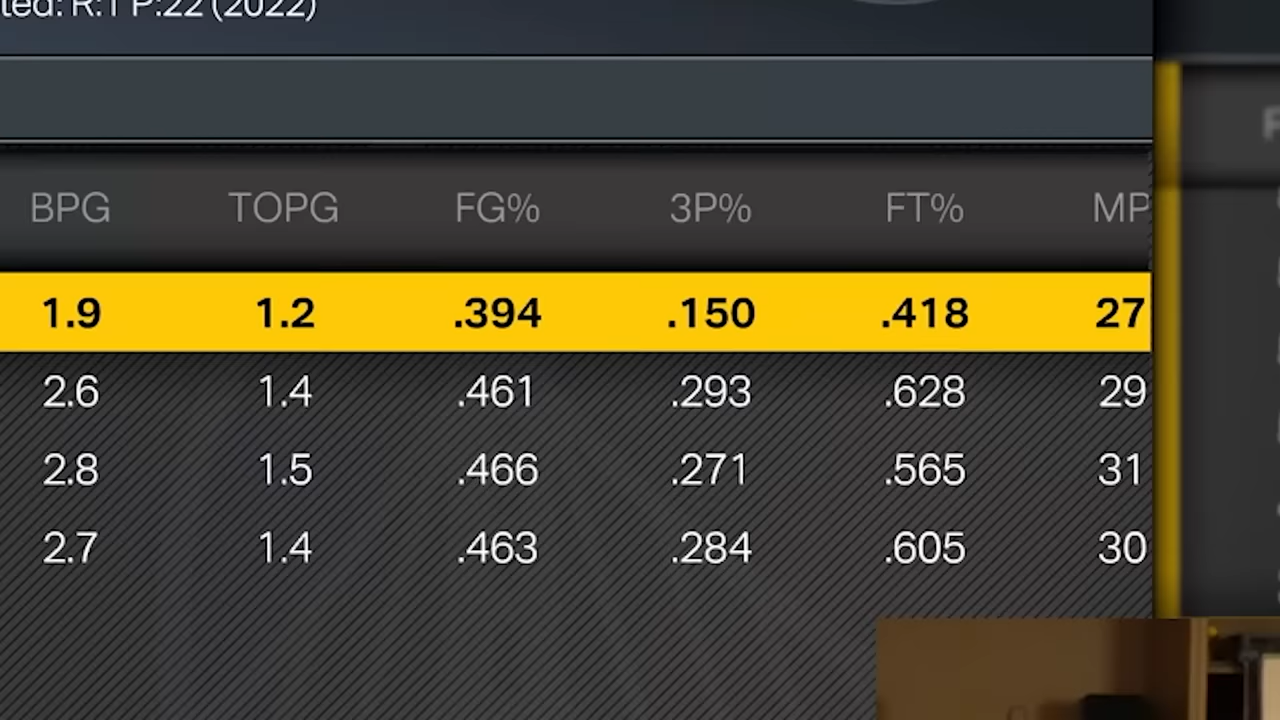 ted: R:1 P:22 (2022)
BPG TOPG FG% 3P% FT% MP
1.9 1.2 .394 .150 .418 27
2.6 1.4 .461 .293 .628 29
2.8 1.5 .466 .271 .565 31
2.7 1.4 .463 .284 .605 30